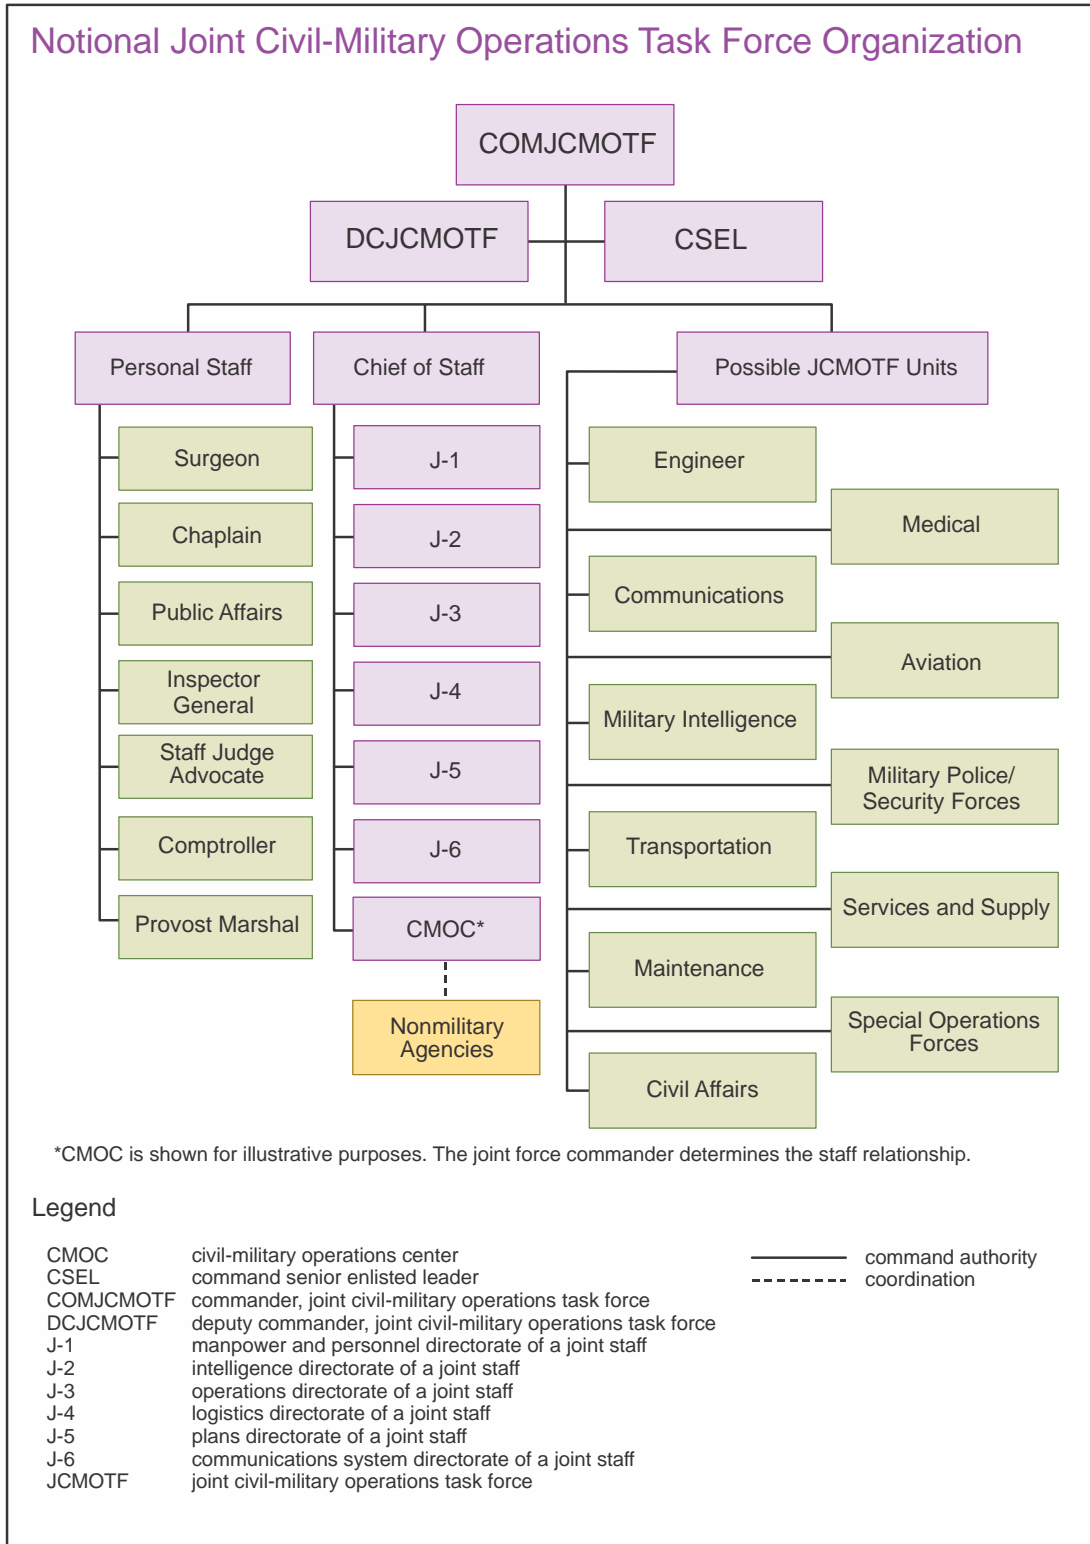 Notional Joint Civil-Military Operations Task Force Organization
COMJCMOTF
DCJCMOTF
CSEL
Personal Staff
Chief of Staff
Possible JCMOTF Units
Surgeon
Chaplain
Public Affairs
Inspector
General
Staff Judge
Advocate
Comptroller
Provost Marshal
J-1
J-2
J-3
J-4
J-5
J-6
CMOC*
Nonmilitary
Agencies
Engineer
Medical
Communications
Aviation
Military Intelligence
Military Police/
Security Forces
Transportation
Services and Supply
Maintenance
Special Operations
Forces
Civil Affairs
*CMOC is shown for illustrative purposes. The joint force commander determines the staff relationship.
Legend
CMOC civil-military operations center
CSEL command senior enlisted leader
COMJCMOTF commander, joint civil-military operations task force
DCJCMOTF deputy commander, joint civil-military operations task force
J-1 manpower and personnel directorate of a joint staff
J-2 intelligence directorate of a joint staff
J-3 operations directorate of a joint staff
J-4 logistics directorate of a joint staff
J-5 plans directorate of a joint staff
J-6 communications system directorate of a joint staff
JCMOTF joint civil-military operations task force
command authority
coordination